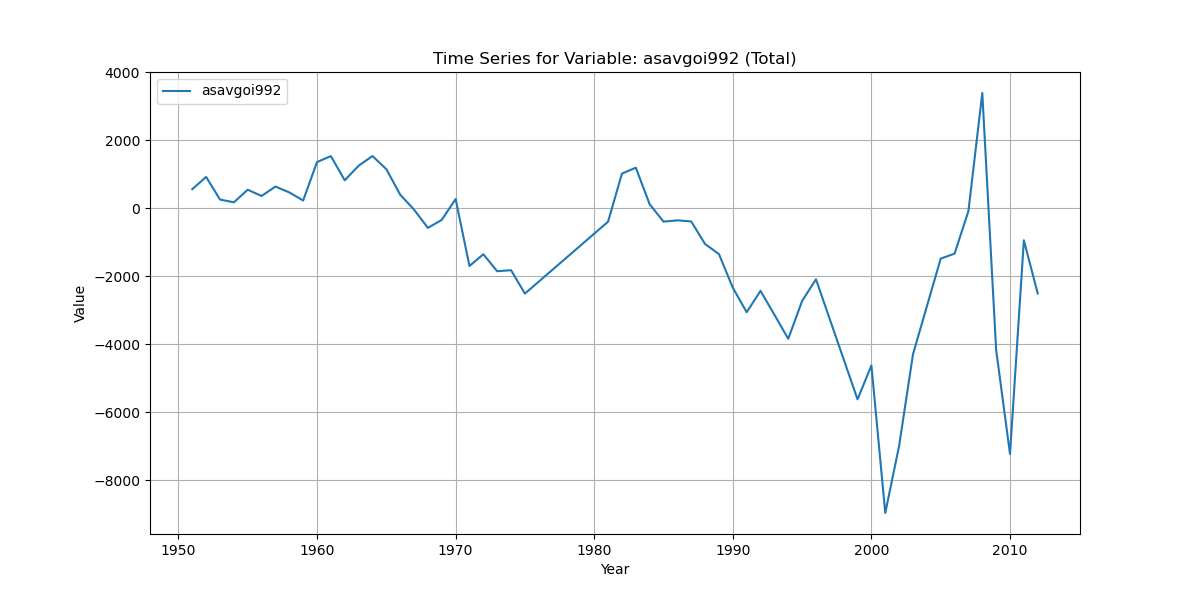 Time Series for Variable: asavgoi992 (Total)
asavgoi992
4000
2000
0
−2000
−4000
−6000
−8000
Value
1950 1960 1970 1980 1990 2000 2010
Year